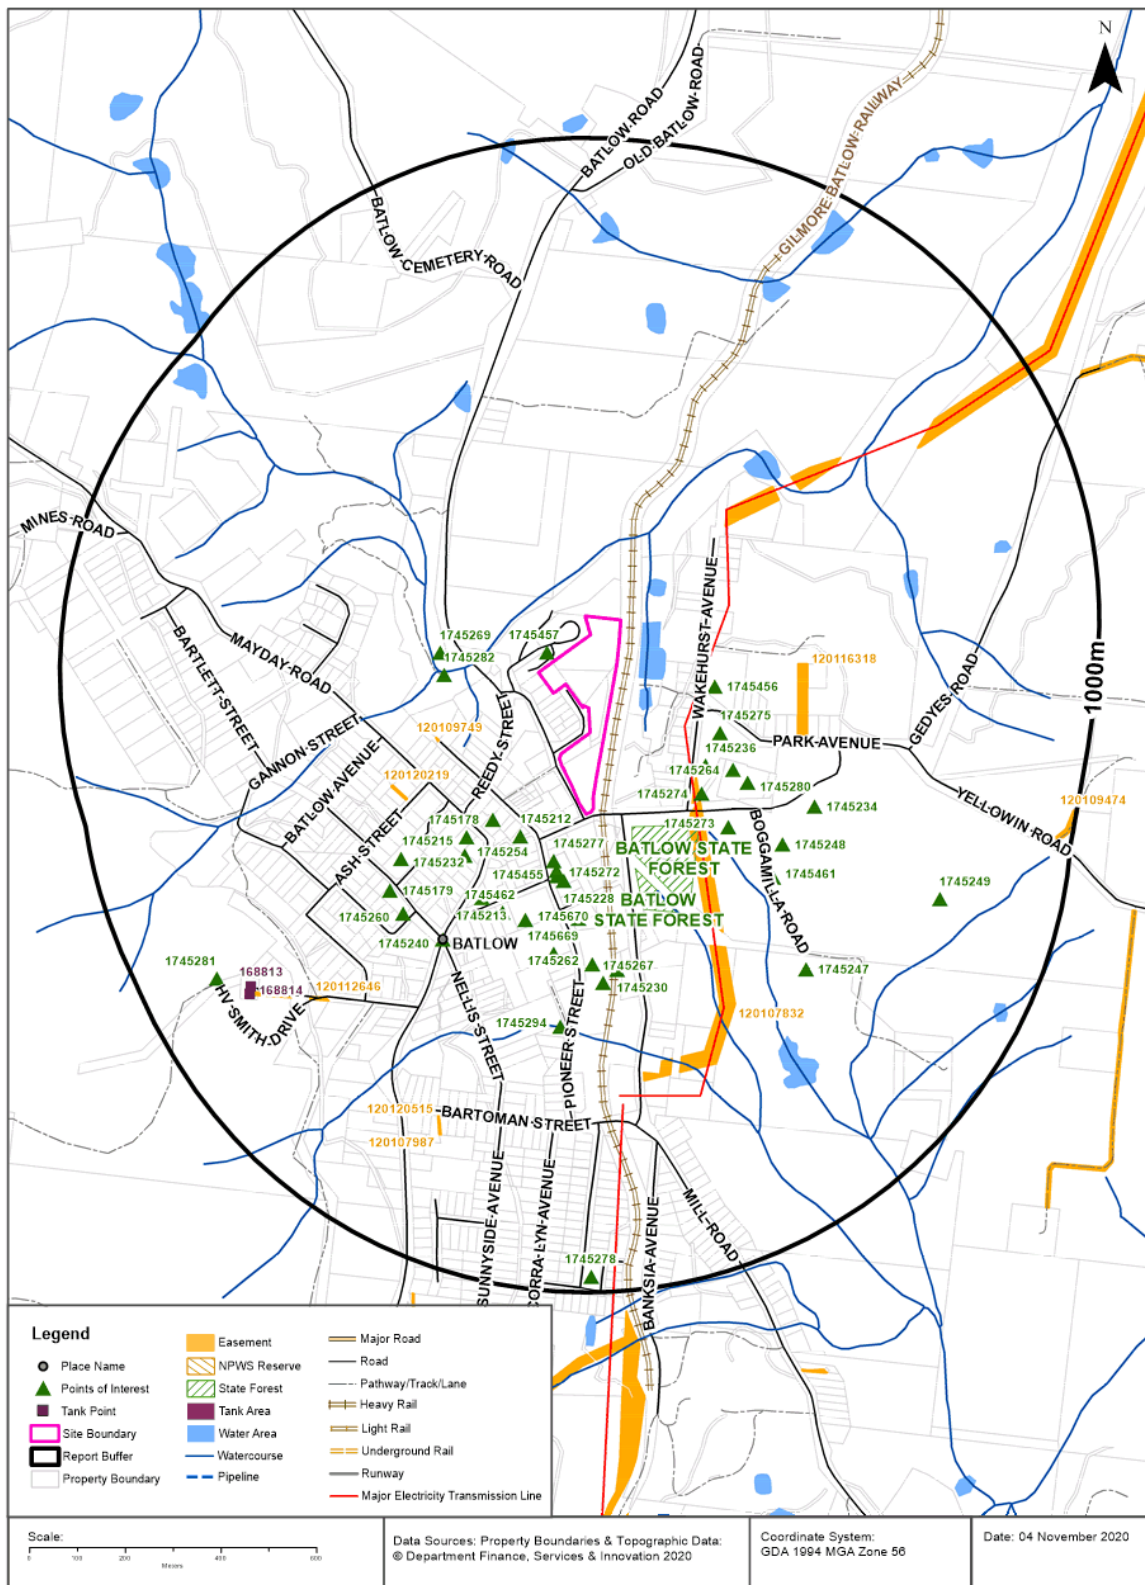 N
BATLOW ROAD
OLD BATLOW ROAD
GILMORE BATLOW RAILWAY
BATLOW CEMETERY ROAD
MINES ROAD
MAYDAY ROAD
BARTLETT STREET
GANNON STREET
BATLOW AVENUE
ASH STREET
REEDY STREET
WAKEHURST AVENUE
PARK AVENUE
GEDYES ROAD
YELLOWIN ROAD
1000m
1745269
1745282
1745457
120116318
1745456
1745275
1745236
1745264
1745274
1745280
1745234
120109474
120109749
120120219
1745178
1745212
1745215
1745254
1745232
1745277
1745273
BATLOW STATE
FOREST
BATLOW
STATE FOREST
BOGGAMILLA ROAD
1745248
1745461
1745249
1745455
1745272
1745179
1745462
1745228
1745260
1745213
1745670
1745240
BATLOW
1745669
1745262
1745267
1745247
1745281
168813
168814
120112646
1745230
HV SMITH DRIVE
NELLIS STREET
1745294
PIONEER STREET
120107832
120120515
BARTOMAN STREET
120107987
SUNNYSIDE AVENUE
CORRA LYN AVENUE
BANKSIA AVENUE
MILL ROAD
1745278
Legend
Place Name
Points of Interest
Tank Point
Site Boundary
Report Buffer
Property Boundary
Easement
NPWS Reserve
State Forest
Tank Area
Water Area
Watercourse
Pipeline
Major Road
Road
Pathway/Track/Lane
Heavy Rail
Light Rail
Underground Rail
Runway
Major Electricity Transmission Line
Scale:
0 100 200 400 600
Meters
Data Sources: Property Boundaries & Topographic Data:
© Department Finance, Services & Innovation 2020
Coordinate System:
GDA 1994 MGA Zone 56
Date: 04 November 2020